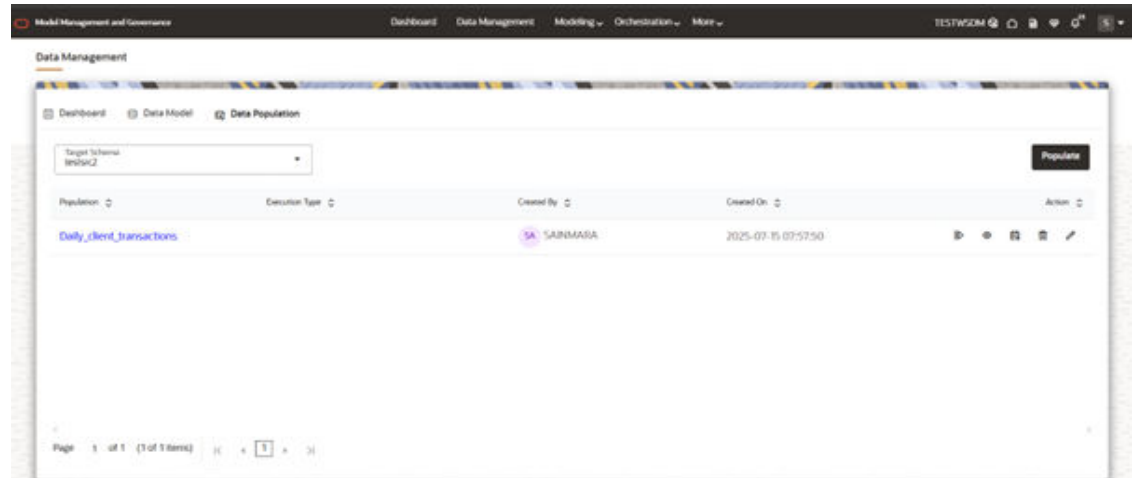 Model Management and Governance Dashboard Data Management Modeling Orchestration More TESTWSDM S
Data Management
Dashboard Data Model Data Population
Target Schema
testsrc2
Populate
Population Execution Type Created By Created On Action
Daily_client_transactions SA SAINMARA 2025-07-15 07:57:50
Page 1 of 1 (1 of 1 items) 1